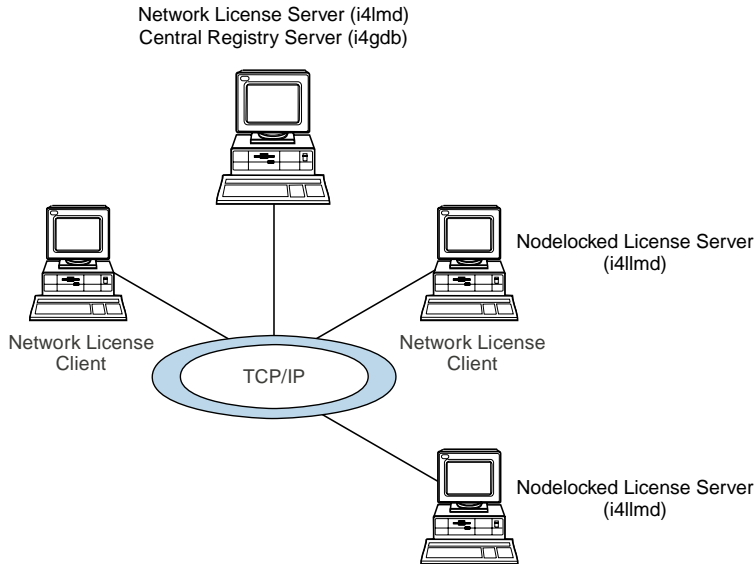 Network License Server (i4lmd)
Central Registry Server (i4gdb)
Nodelocked License Server
(i4llmd)
Network License
Client
Network License
Client
TCP/IP
Nodelocked License Server
(i4llmd)